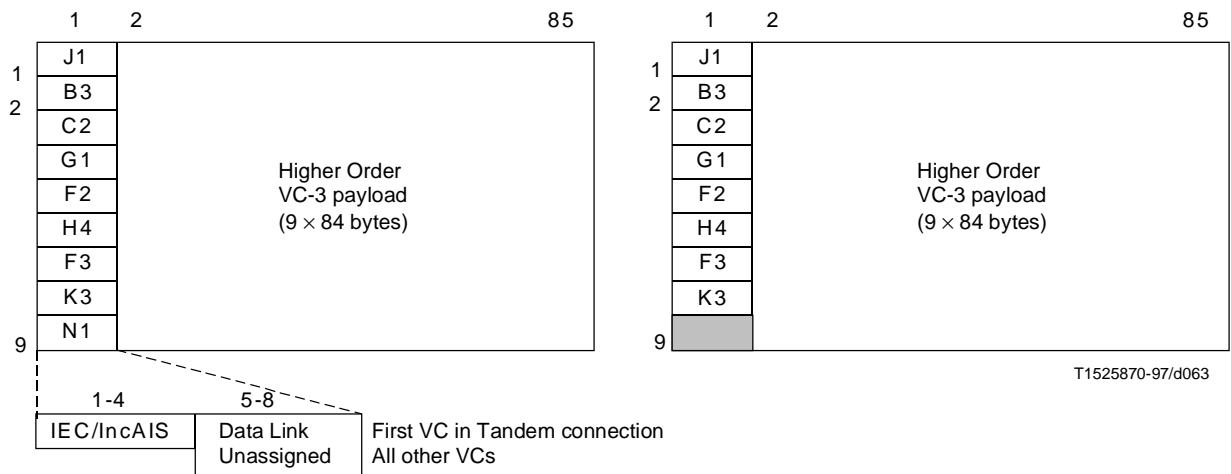 1 2 85
1
2
9
J1
B3
C2
G1
F2
H4
F3
K3
N1
Higher Order
VC-3 payload
(9 × 84 bytes)
1-4 5-8
IEC/IncAIS Data Link First VC in Tandem connection
Unassigned All other VCs
1 2 85
1
2
9
J1
B3
C2
G1
F2
H4
F3
K3
Higher Order
VC-3 payload
(9 × 84 bytes)
T1525870-97/d063